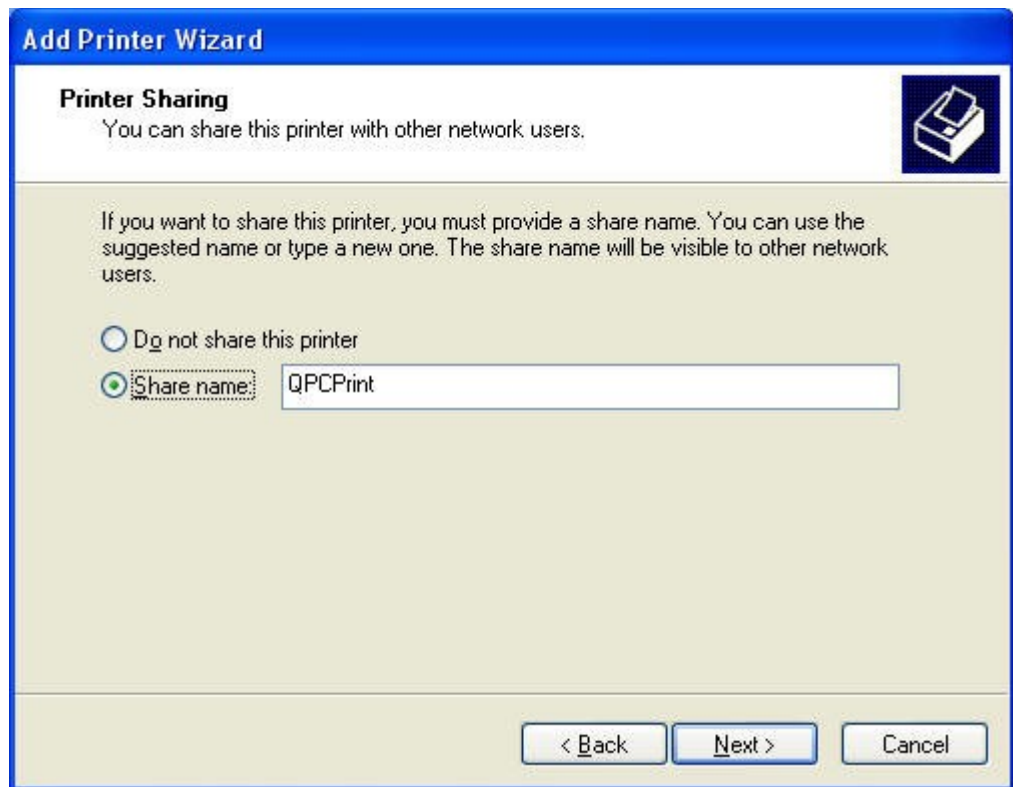 Add Printer Wizard
Printer Sharing
You can share this printer with other network users.
If you want to share this printer, you must provide a share name. You can use the
suggested name or type a new one. The share name will be visible to other network
users.
Do not share this printer
Share name: QPCPrint
< Back Next > Cancel